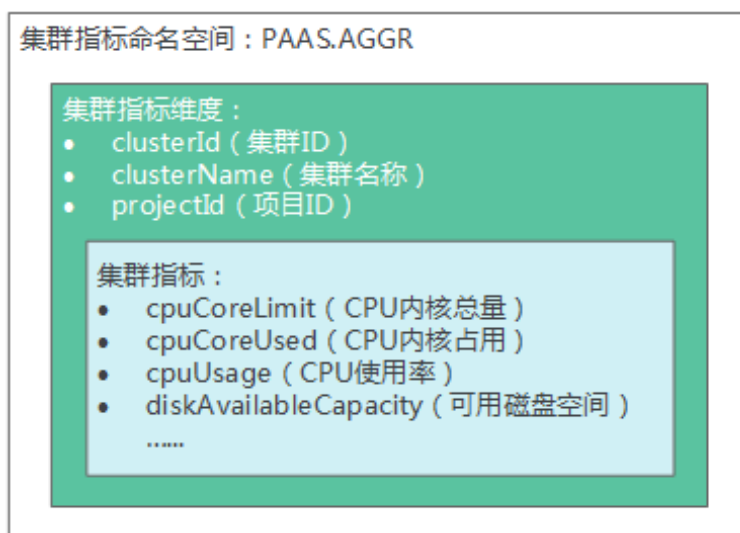 集群指标命名空间：PAAS.AGGR
集群指标维度：
• clusterId（集群ID）
• clusterName（集群名称）
• projectId（项目ID）
集群指标：
• cpuCoreLimit（CPU内核总量）
• cpuCoreUsed（CPU内核占用）
• cpuUsage（CPU使用率）
• diskAvailableCapacity（可用磁盘空间）
……